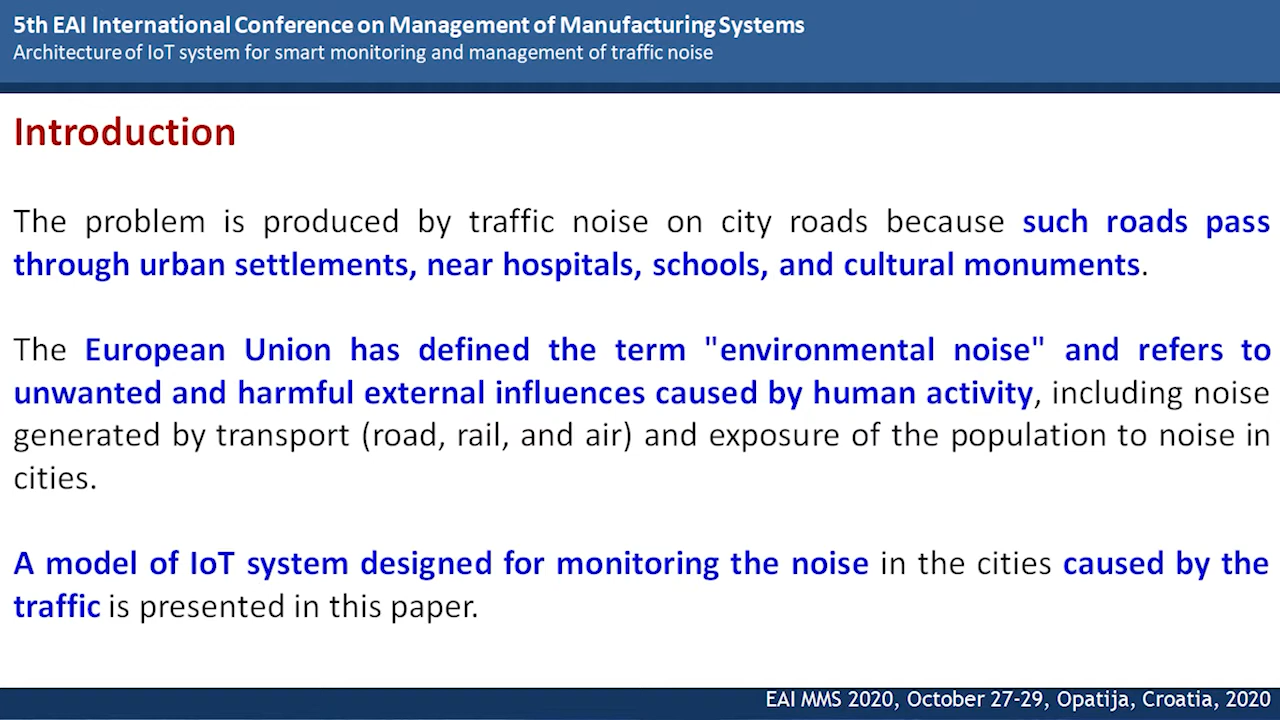 5th EAI International Conference on Management of Manufacturing Systems
Architecture of IoT system for smart monitoring and management of traffic noise
Introduction
The problem is produced by traffic noise on city roads because such roads pass
through urban settlements, near hospitals, schools, and cultural monuments.
The European Union has defined the term "environmental noise" and refers to
unwanted and harmful external influences caused by human activity, including noise
generated by transport (road, rail, and air) and exposure of the population to noise in
cities.
A model of IoT system designed for monitoring the noise in the cities caused by the
traffic is presented in this paper.
EAI MMS 2020, October 27-29, Opatija, Croatia, 2020